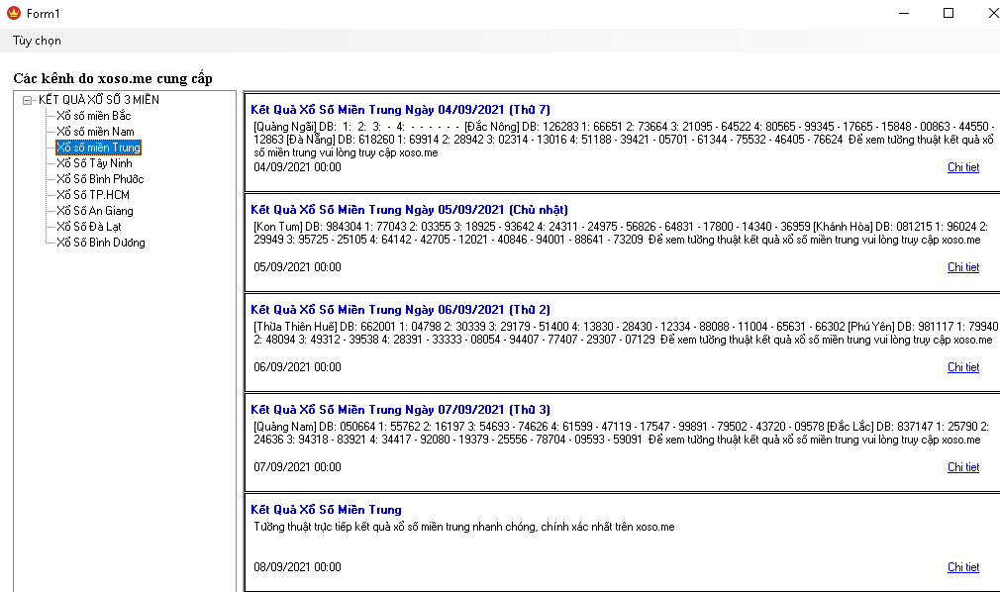 Form1
Tùy chọn
Các kênh do xoso.me cung cấp
KẾT QUẢ XỔ SỐ 3 MIỀN
Xổ số miền Bắc
Xổ số miền Nam
Xổ số miền Trung
Xổ Số Tây Ninh
Xổ Số Bình Phước
Xổ Số TP.HCM
Xổ Số An Giang
Xổ Số Đà Lạt
Xổ Số Bình Dương
Kết Quả Xổ Số Miền Trung Ngày 04/09/2021 (Thứ 7)
[Quảng Ngãi] DB: 1: 2: 3: - 4: - - - - - - [Đắc Nông] DB: 126283 1: 66651 2: 73664 3: 21095 - 64522 4: 80565 - 99345 - 17665 - 15848 - 00863 - 44550 -
12863 [Đà Nẵng] DB: 618260 1: 69914 2: 28942 3: 02314 - 13016 4: 51188 - 39421 - 05701 - 61344 - 75532 - 46405 - 76624 Để xem tường thuật kết quả xổ
số miền trung vui lòng truy cập xoso.me
04/09/2021 00:00
Chi tiet
Kết Quả Xổ Số Miền Trung Ngày 05/09/2021 (Chủ nhật)
[Kon Tum] DB: 984304 1: 77043 2: 03355 3: 18925 - 93642 4: 24311 - 24975 - 56826 - 64831 - 17800 - 14340 - 36959 [Khánh Hòa] DB: 081215 1: 96024 2:
29949 3: 95725 - 25105 4: 64142 - 42705 - 12021 - 40846 - 94001 - 88641 - 73209 Để xem tường thuật kết quả xổ số miền trung vui lòng truy cập xoso.me
05/09/2021 00:00
Chi tiet
Kết Quả Xổ Số Miền Trung Ngày 06/09/2021 (Thứ 2)
[Thừa Thiên Huế] DB: 662001 1: 04798 2: 30339 3: 29179 - 51400 4: 13830 - 28430 - 12334 - 88088 - 11004 - 65631 - 66302 [Phú Yên] DB: 981117 1: 79940
2: 48094 3: 49312 - 39538 4: 28391 - 33333 - 08054 - 94407 - 77407 - 29307 - 07129 Để xem tường thuật kết quả xổ số miền trung vui lòng truy cập xoso.me
06/09/2021 00:00
Chi tiet
Kết Quả Xổ Số Miền Trung Ngày 07/09/2021 (Thứ 3)
[Quảng Nam] DB: 050664 1: 55762 2: 16197 3: 54693 - 74626 4: 61599 - 47119 - 17547 - 99891 - 79502 - 43720 - 09578 [Đắc Lắc] DB: 837147 1: 25790 2:
24636 3: 94318 - 83921 4: 34417 - 92080 - 19379 - 25556 - 78704 - 09593 - 59091 Để xem tường thuật kết quả xổ số miền trung vui lòng truy cập xoso.me
07/09/2021 00:00
Chi tiet
Kết Quả Xổ Số Miền Trung
Tường thuật trực tiếp kết quả xổ số miền trung nhanh chóng, chính xác nhất trên xoso.me
08/09/2021 00:00
Chi tiet